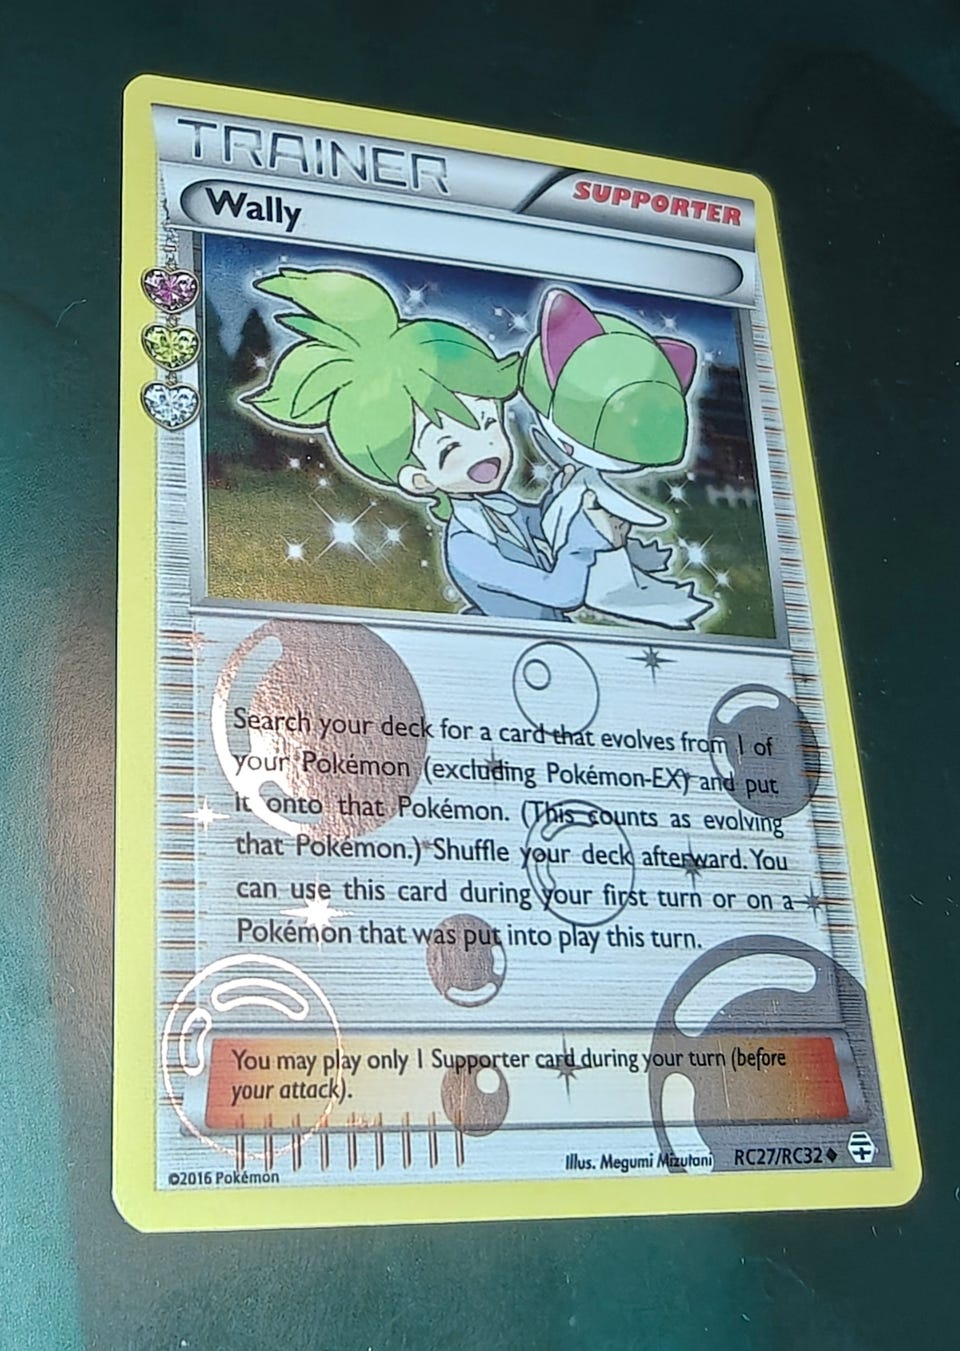 TRAINER
SUPPORTER
Wally
Search your deck for a card that evolves from 1 of
your Pokémon (excluding Pokémon-EX) and put
it onto that Pokémon. (This counts as evolving
that Pokémon.) Shuffle your deck afterward. You
can use this card during your first turn or on a
Pokémon that was put into play this turn.
You may play only 1 Supporter card during your turn (before
your attack).
Illus. Megumi Mizutani RC27/RC32
©2016 Pokémon